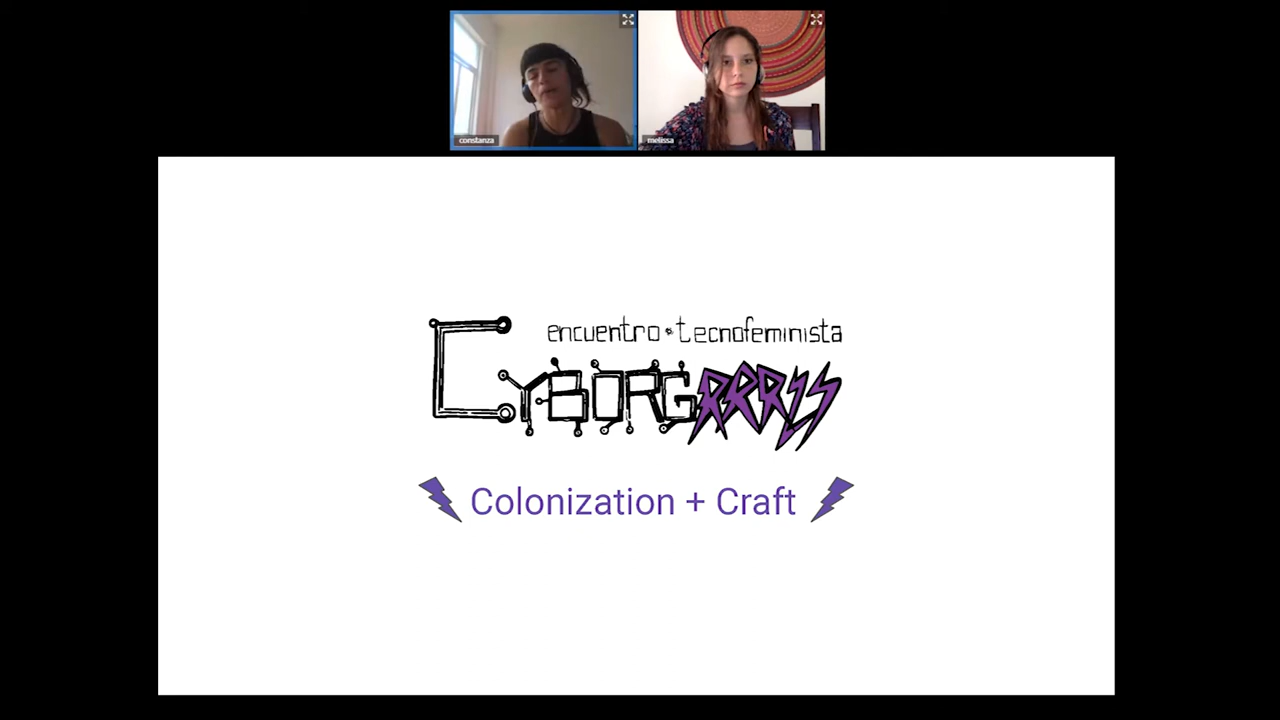 constanza
melissa
encuentro • tecnofeminista
CYBORGRRRLS
Colonization + Craft